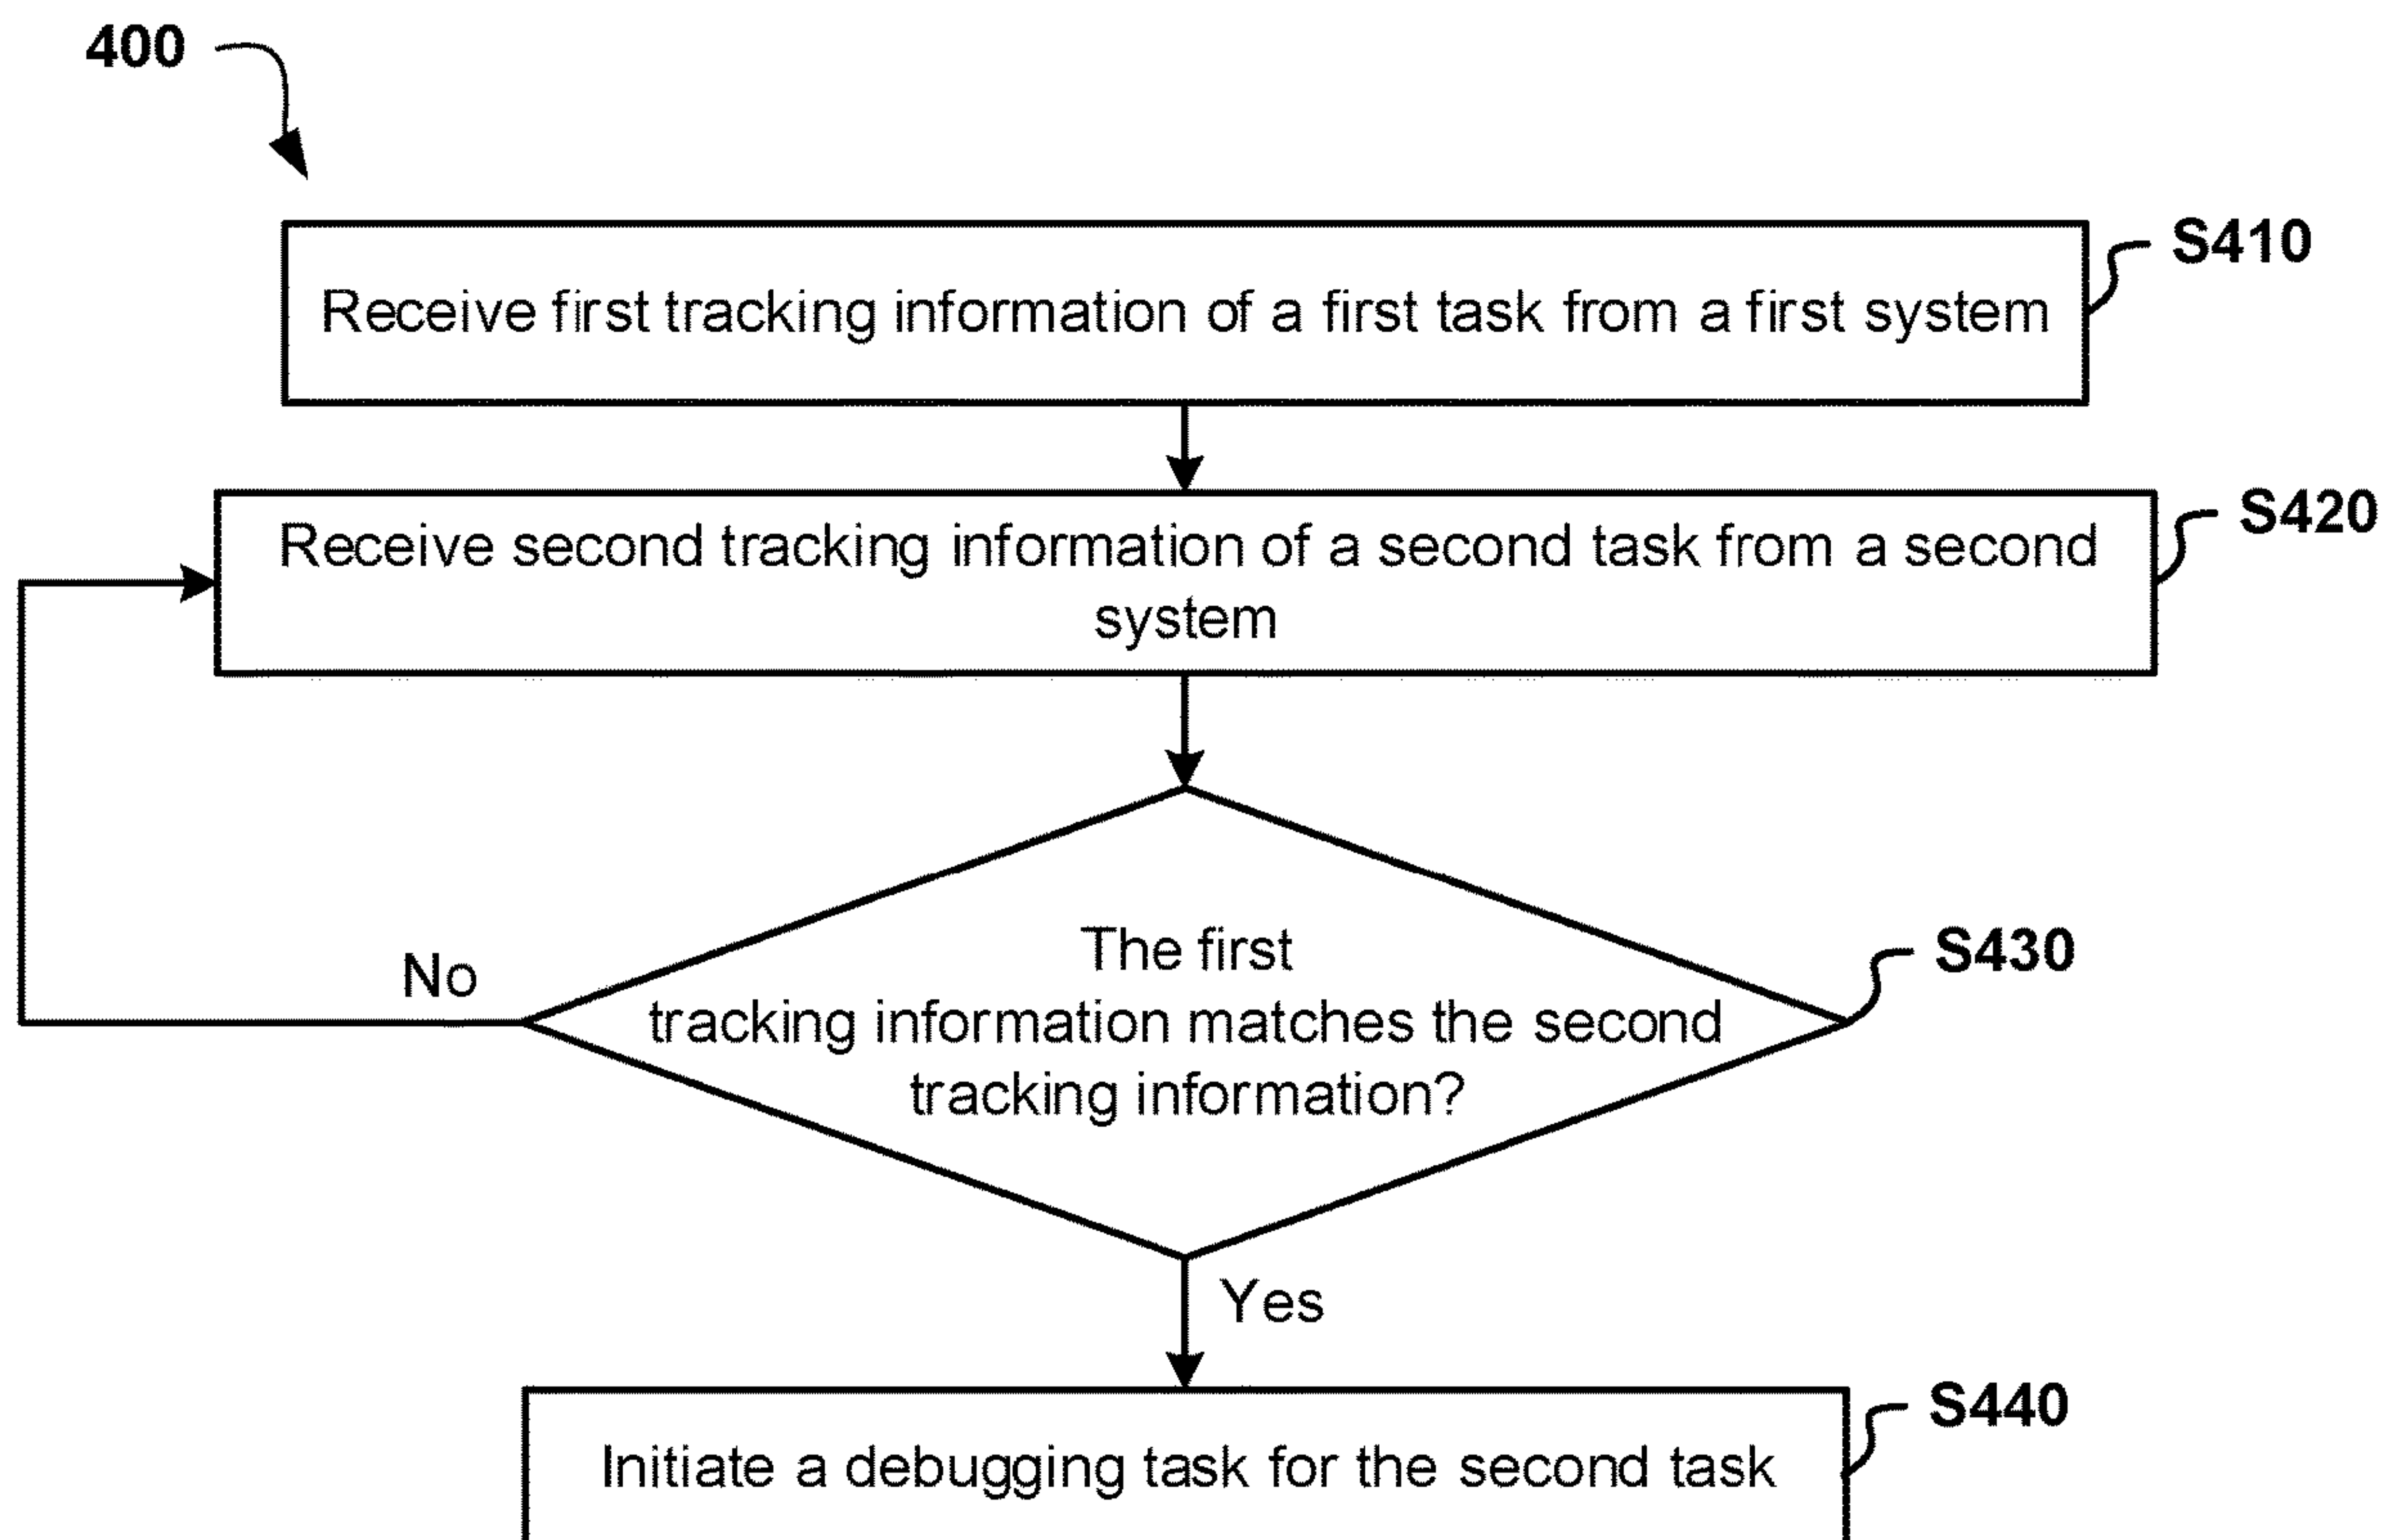 400
S410
Receive first tracking information of a first task from a first system
S420
Receive second tracking information of a second task from a second
system
The first
tracking information matches the second
tracking information?
S430
No
Yes
S440
Initiate a debugging task for the second task